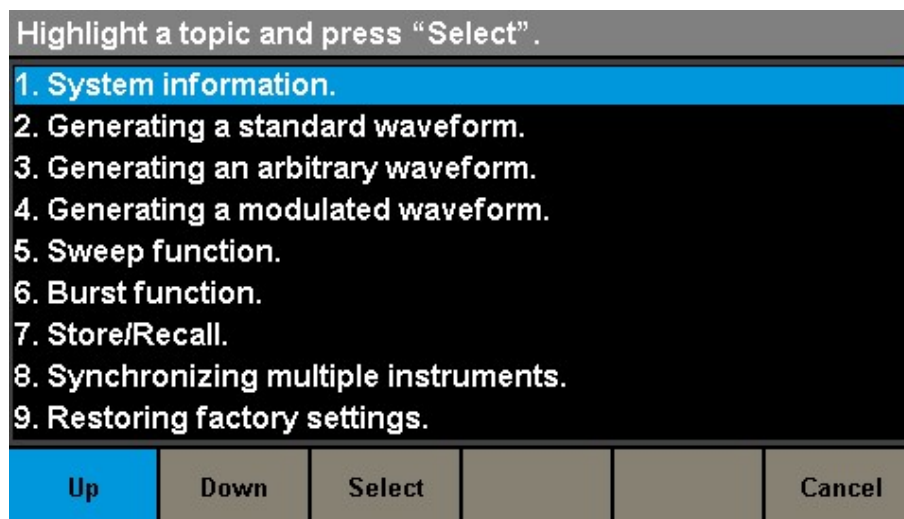 Highlight a topic and press “Select”.
1. System information.
2. Generating a standard waveform.
3. Generating an arbitrary waveform.
4. Generating a modulated waveform.
5. Sweep function.
6. Burst function.
7. Store/Recall.
8. Synchronizing multiple instruments.
9. Restoring factory settings.
Up Down Select Cancel